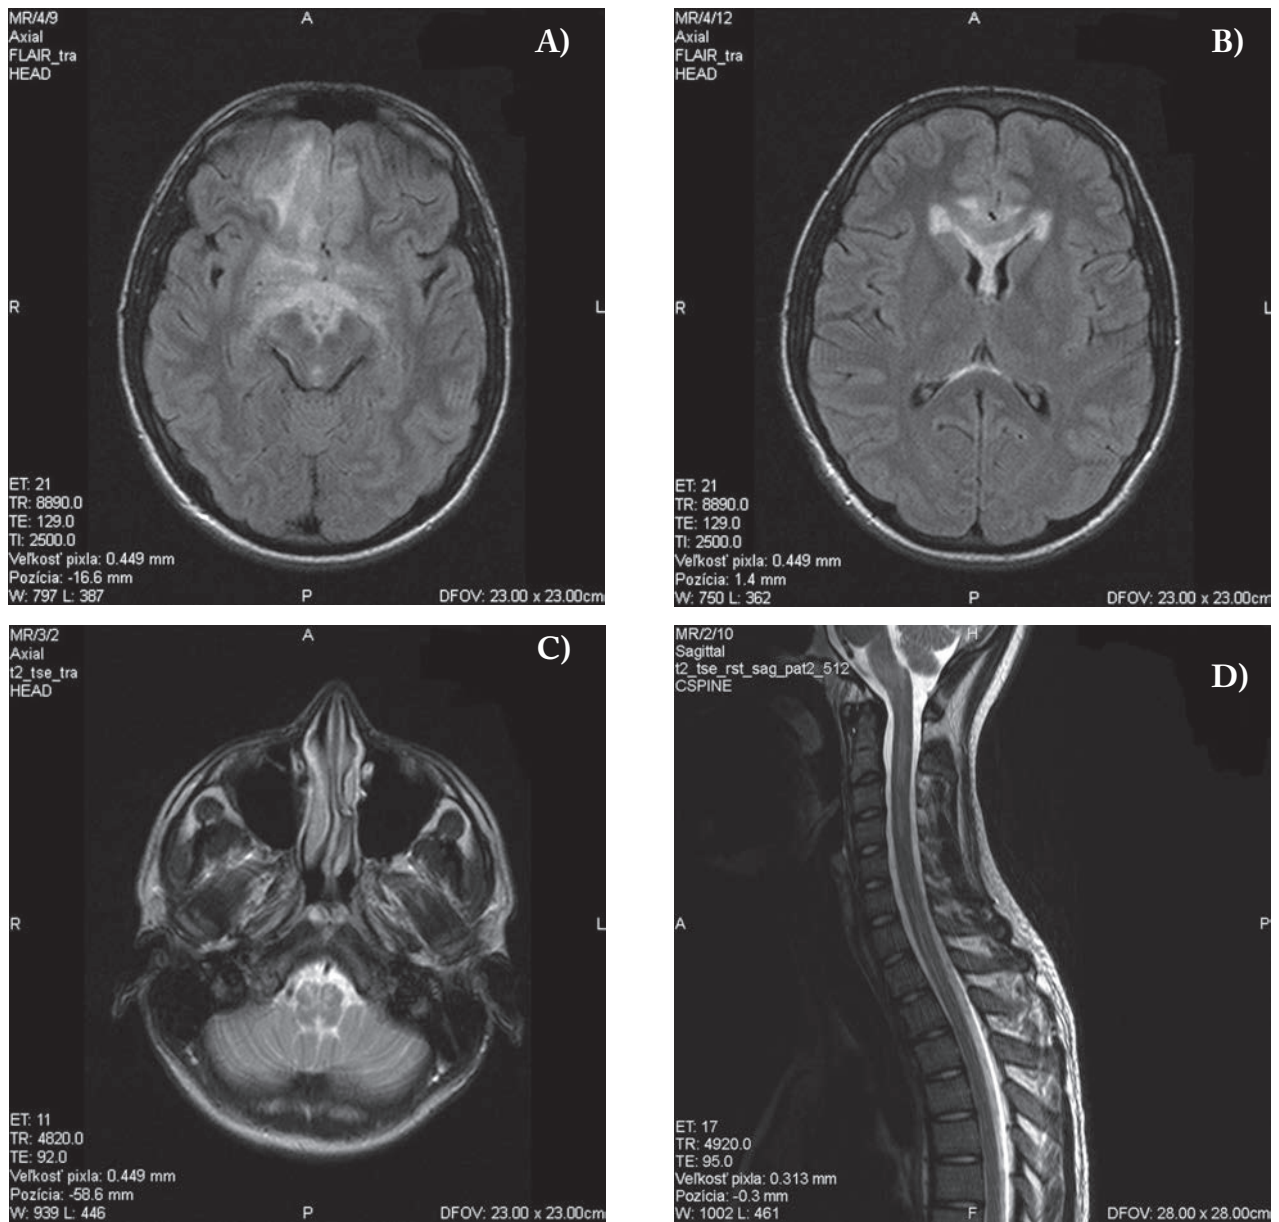 MR/4/9
Axial
FLAIR_tra
HEAD
A
A)
R
L
ET: 21
TR: 8890.0
TE: 129.0
TI: 2500.0
Veľkosť pixla: 0.449 mm
Pozícia: -16.6 mm
W: 797 L: 387
P
DFOV: 23.00 x 23.00cm
MR/4/12
Axial
FLAIR_tra
HEAD
A
B)
R
L
ET: 21
TR: 8890.0
TE: 129.0
TI: 2500.0
Veľkosť pixla: 0.449 mm
Pozícia: 1.4 mm
W: 750 L: 362
P
DFOV: 23.00 x 23.00cm
MR/3/2
Axial
t2_tse_tra
HEAD
A
C)
R
L
ET: 11
TR: 4820.0
TE: 92.0
Veľkosť pixla: 0.449 mm
Pozícia: -58.6 mm
W: 939 L: 446
P
DFOV: 23.00 x 23.00cm
MR/2/10
Sagittal
t2_tse_rst_sag_pat2_512
CSPINE
H
D)
A
P
ET: 17
TR: 4920.0
TE: 95.0
Veľkosť pixla: 0.313 mm
Pozícia: -0.3 mm
W: 1002 L: 461
F
DFOV: 28.00 x 28.00cm